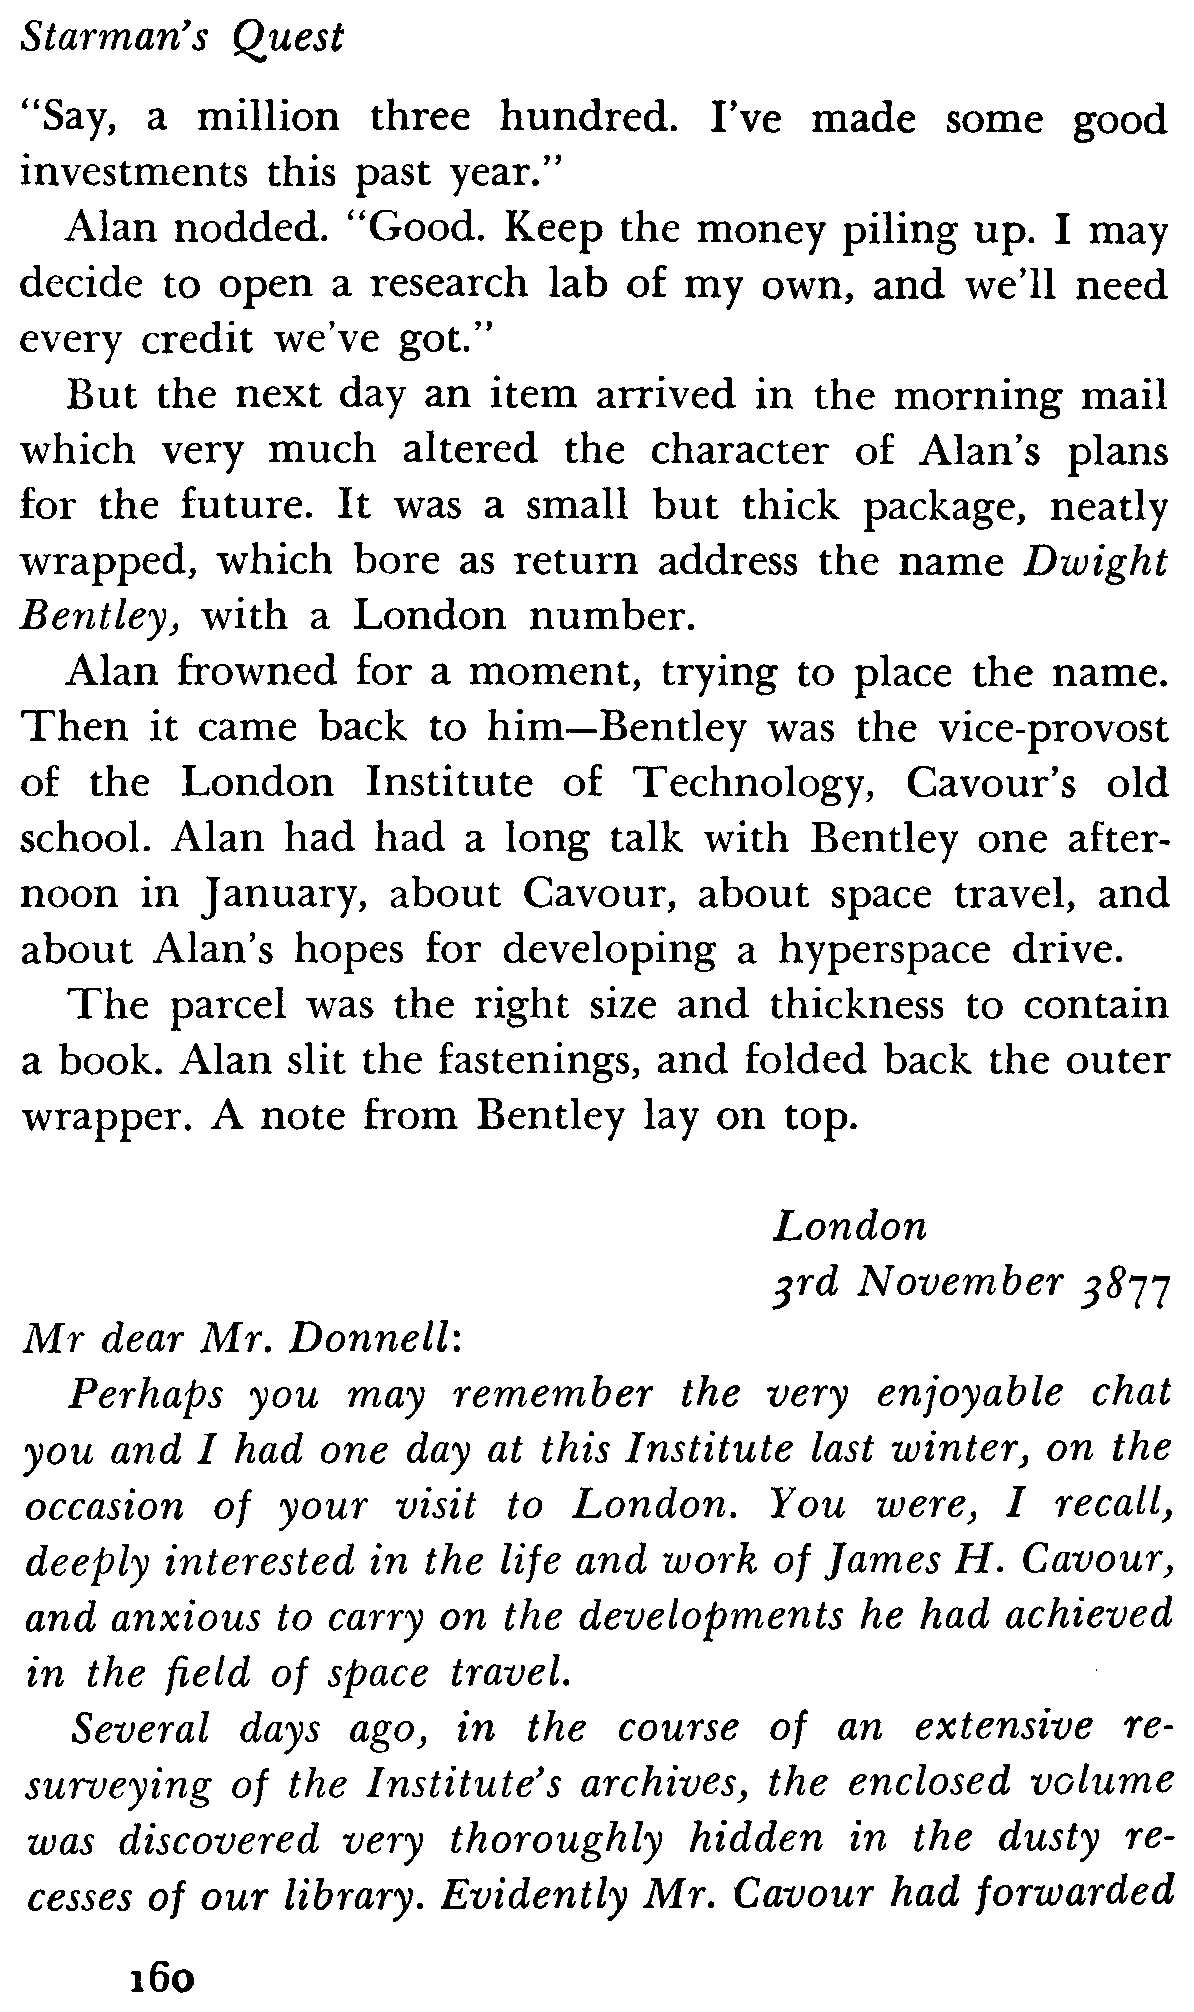 Starman's Quest
“Say, a million three hundred. I've made some good
investments this past year.”
Alan nodded. “Good. Keep the money piling up. I may
decide to open a research lab of my own, and we'll need
every credit we've got.”
But the next day an item arrived in the morning mail
which very much altered the character of Alan's plans
for the future. It was a small but thick package, neatly
wrapped, which bore as return address the name Dwight
Bentley, with a London number.
Alan frowned for a moment, trying to place the name.
Then it came back to him—Bentley was the vice-provost
of the London Institute of Technology, Cavour's old
school. Alan had had a long talk with Bentley one after-
noon in January, about Cavour, about space travel, and
about Alan's hopes for developing a hyperspace drive.
The parcel was the right size and thickness to contain
a book. Alan slit the fastenings, and folded back the outer
wrapper. A note from Bentley lay on top.
London
3rd November 3877
Mr dear Mr. Donnell:
Perhaps you may remember the very enjoyable chat
you and I had one day at this Institute last winter, on the
occasion of your visit to London. You were, I recall,
deeply interested in the life and work of James H. Cavour,
and anxious to carry on the developments he had achieved
in the field of space travel.
Several days ago, in the course of an extensive re-
surveying of the Institute's archives, the enclosed volume
was discovered very thoroughly hidden in the dusty re-
cesses of our library. Evidently Mr. Cavour had forwarded
160